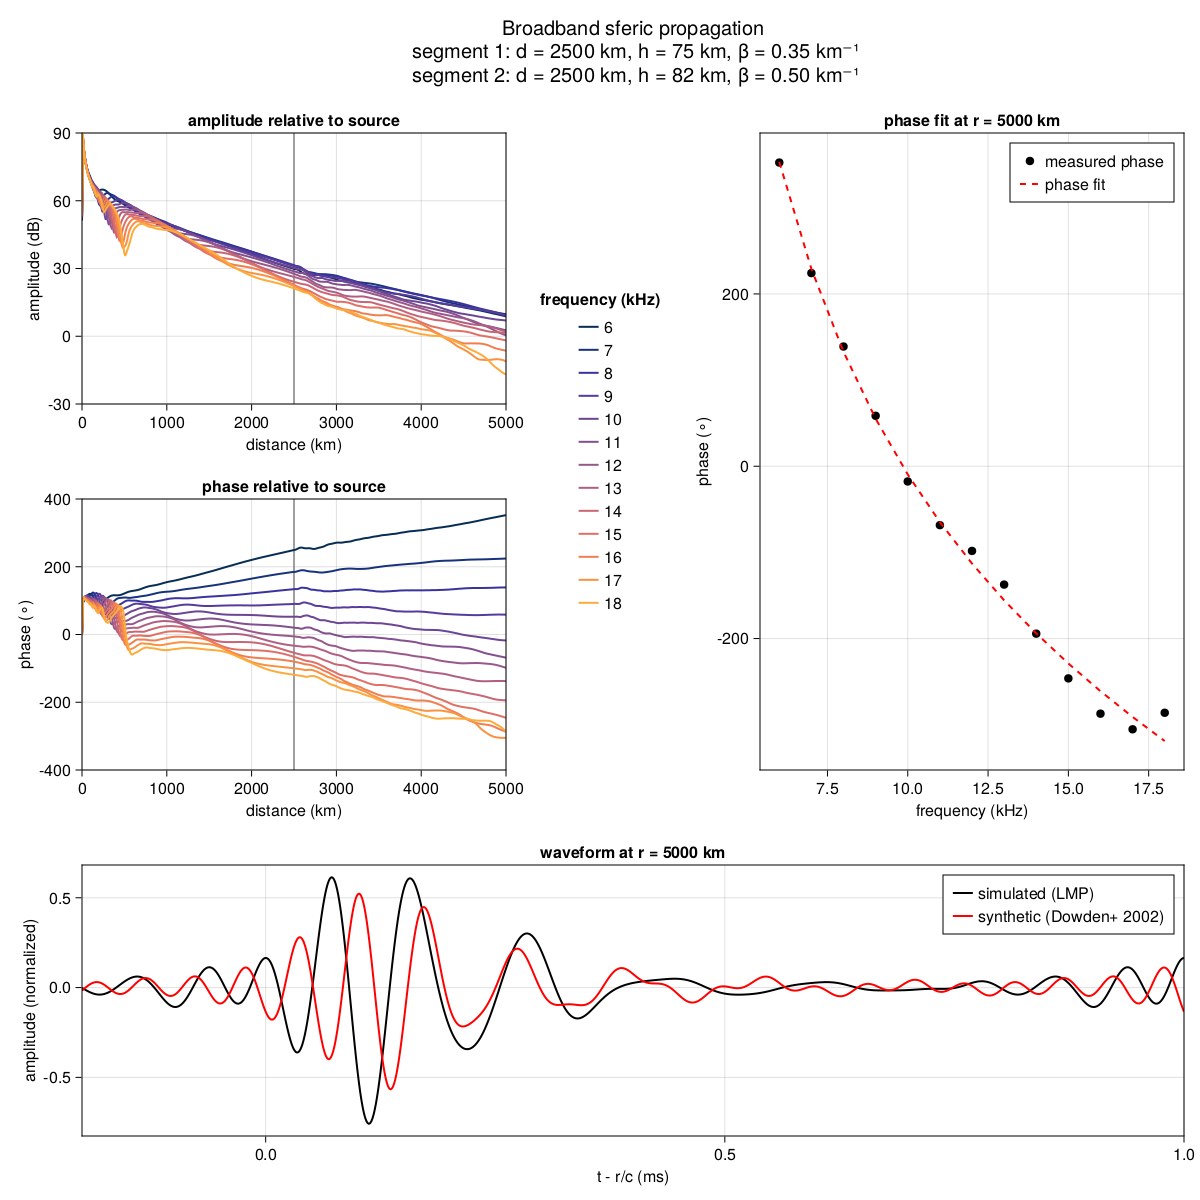 Broadband sferic propagation
segment 1: d = 2500 km, h = 75 km, β = 0.35 km⁻¹
segment 2: d = 2500 km, h = 82 km, β = 0.50 km⁻¹
amplitude relative to source
90
60
30
0
-30
amplitude (dB)
0 1000 2000 3000 4000 5000
distance (km)
phase relative to source
400
200
0
-200
-400
phase (∘)
0 1000 2000 3000 4000 5000
distance (km)
frequency (kHz)
6
7
8
9
10
11
12
13
14
15
16
17
18
phase fit at r = 5000 km
measured phase
phase fit
200
0
-200
phase (∘)
7.5 10.0 12.5 15.0 17.5
frequency (kHz)
waveform at r = 5000 km
simulated (LMP)
synthetic (Dowden+ 2002)
0.5
0.0
-0.5
amplitude (normalized)
0.0 0.5 1.0
t - r/c (ms)